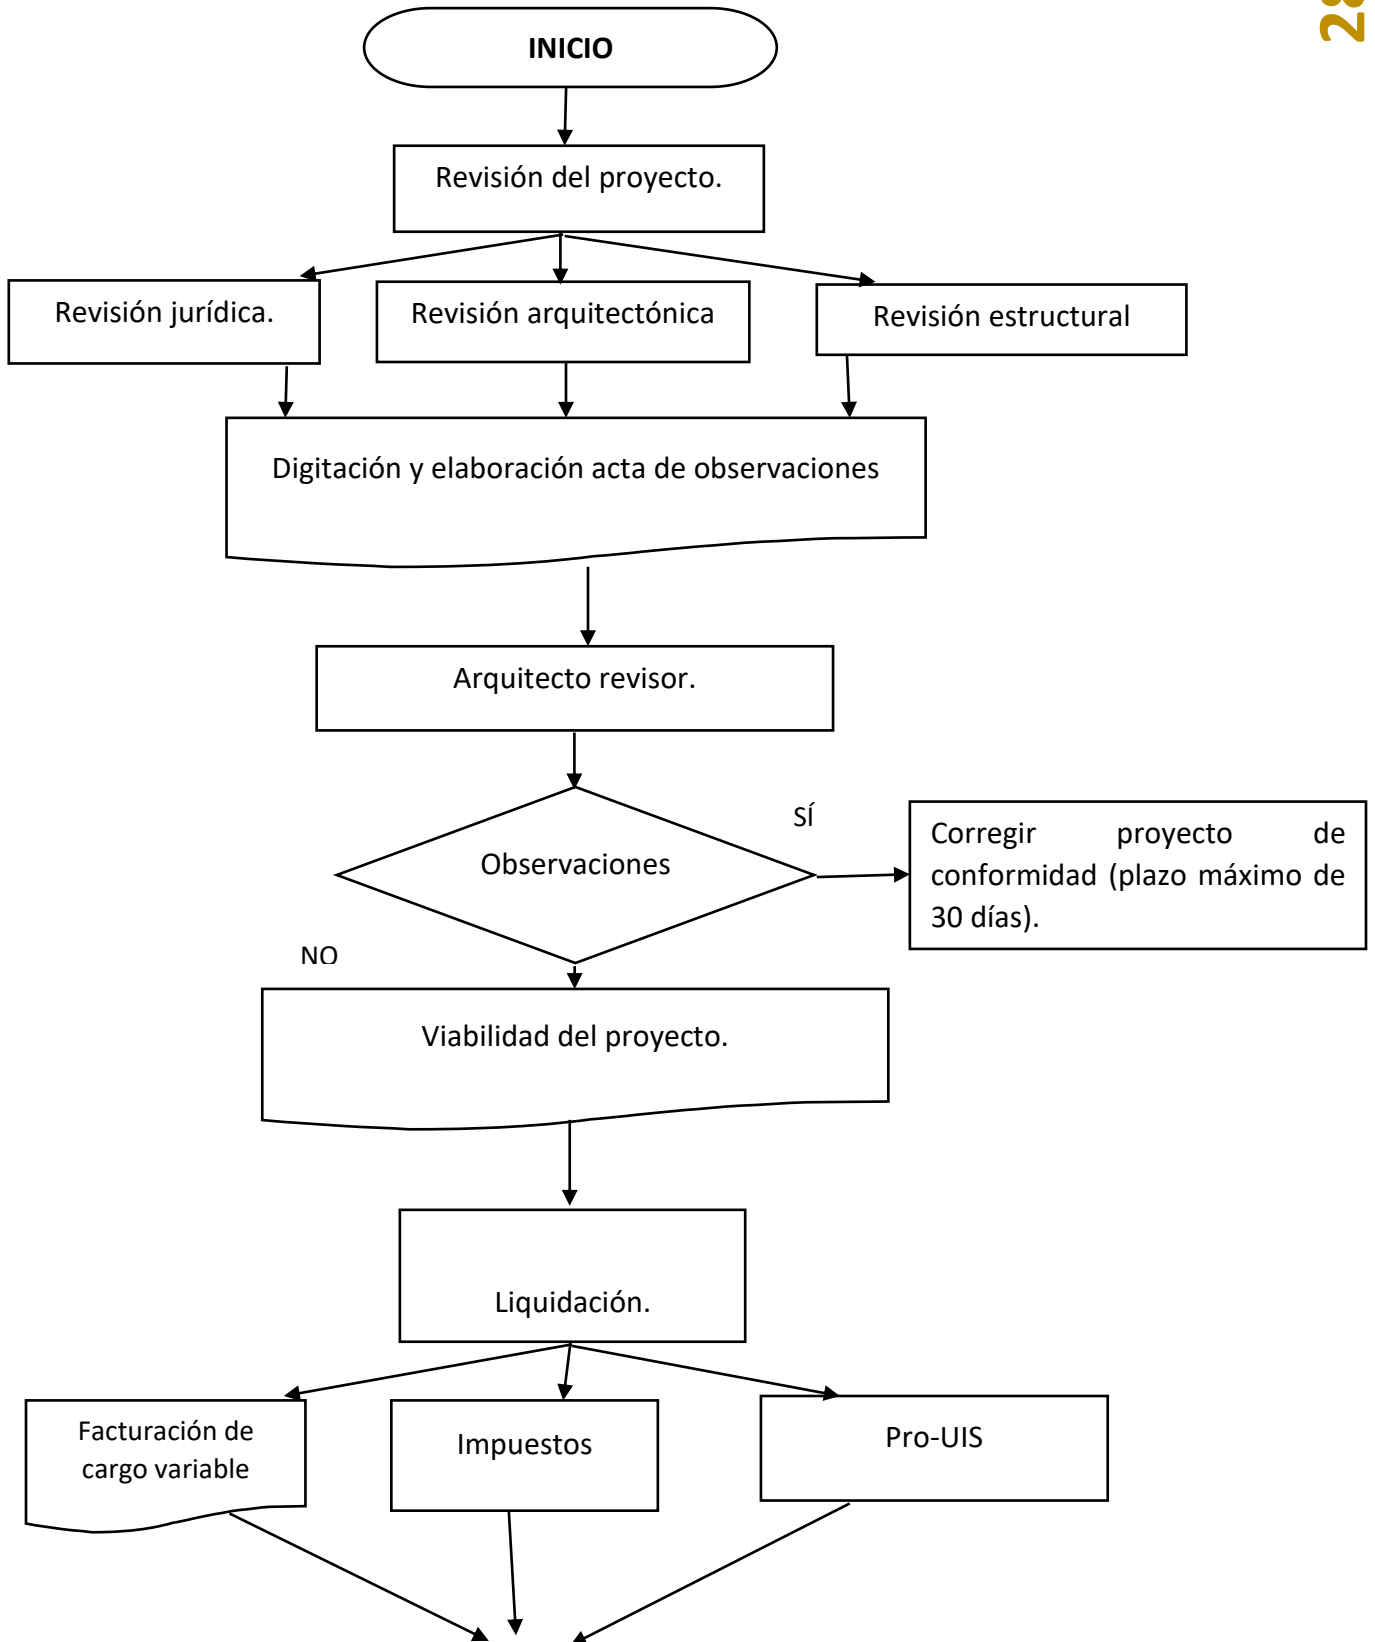 28
INICIO
Revisión del proyecto.
Revisión jurídica.
Revisión arquitectónica
Revisión estructural
Digitación y elaboración acta de observaciones
Arquitecto revisor.
Observaciones
SÍ
Corregir proyecto de
conformidad (plazo máximo de
30 días).
NO
Viabilidad del proyecto.
Liquidación.
Facturación de
cargo variable
Impuestos
Pro-UIS